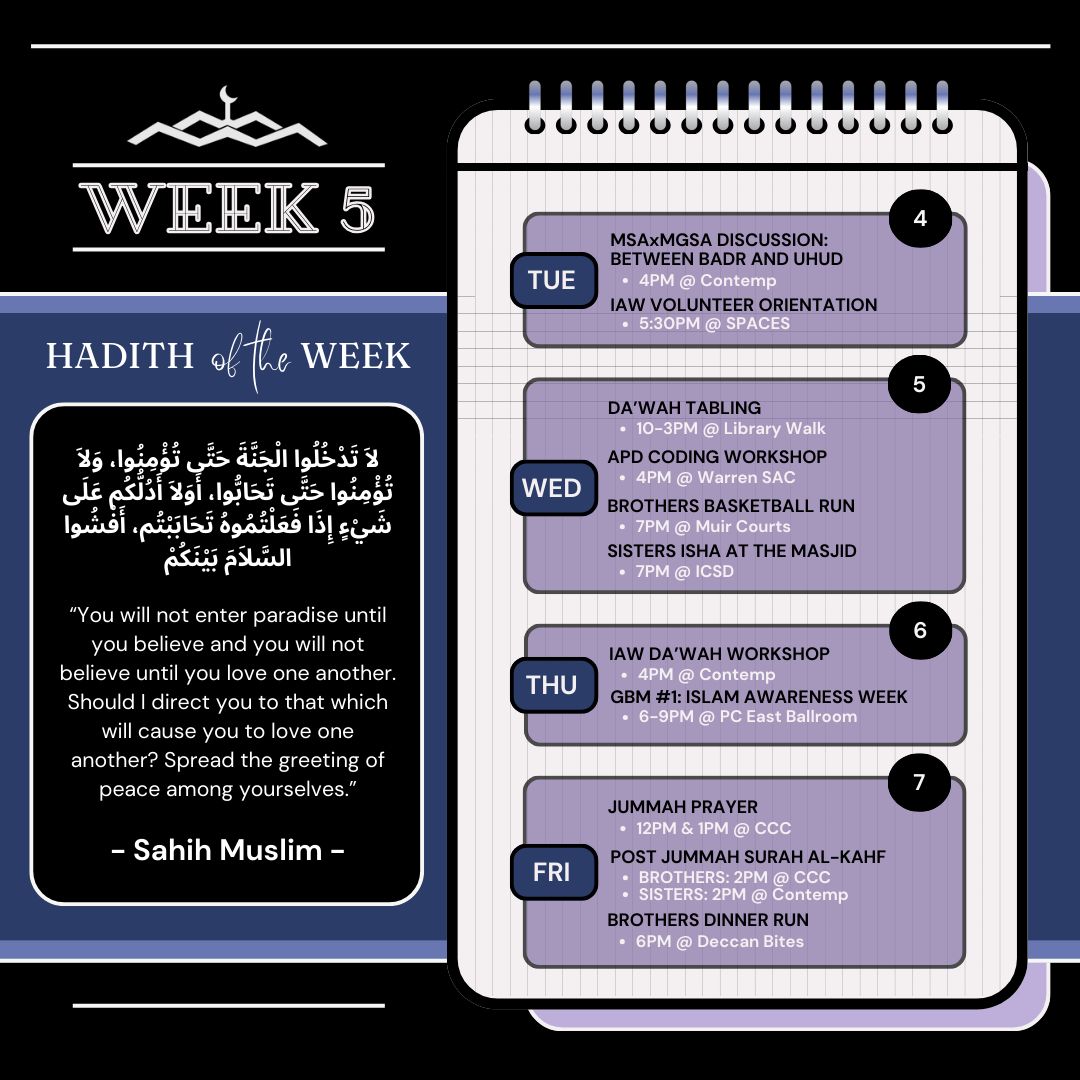 WEEK 5
HADITH of the WEEK
لاَ تَدْخُلُوا الْجَنَّةَ حَتَّى تُؤْمِنُوا، وَلاَ
تُؤْمِنُوا حَتَّى تَحَابُّوا، أَوَلاَ أَدُلُّكُم عَلَى
شَيْءٍ إِذَا فَعَلْتُمُوهُ تَحَابَبْتُم، أَفْشُوا
السَّلاَمَ بَيْنَكُمْ
“You will not enter paradise until
you believe and you will not
believe until you love one another.
Should I direct you to that which
will cause you to love one
another? Spread the greeting of
peace among yourselves.”
- Sahih Muslim -
4
TUE
MSAxMGSA DISCUSSION:
BETWEEN BADR AND UHUD
• 4PM @ Contemp
IAW VOLUNTEER ORIENTATION
• 5:30PM @ SPACES
5
WED
DA’WAH TABLING
• 10-3PM @ Library Walk
APD CODING WORKSHOP
• 4PM @ Warren SAC
BROTHERS BASKETBALL RUN
• 7PM @ Muir Courts
SISTERS ISHA AT THE MASJID
• 7PM @ ICSD
6
THU
IAW DA’WAH WORKSHOP
• 4PM @ Contemp
GBM #1: ISLAM AWARENESS WEEK
• 6-9PM @ PC East Ballroom
7
FRI
JUMMAH PRAYER
• 12PM & 1PM @ CCC
POST JUMMAH SURAH AL-KAHF
• BROTHERS: 2PM @ CCC
• SISTERS: 2PM @ Contemp
BROTHERS DINNER RUN
• 6PM @ Deccan Bites